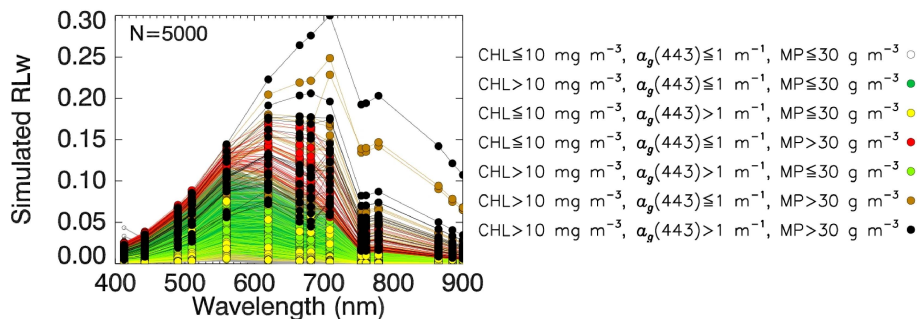 N=5000
Simulated RLw
0.30
0.25
0.20
0.15
0.10
0.05
0.00
400 500 600 700 800 900
Wavelength (nm)
CHL≦10 mg m⁻³, a_g(443)≦1 m⁻¹, MP≦30 g m⁻³
CHL>10 mg m⁻³, a_g(443)≦1 m⁻¹, MP≦30 g m⁻³
CHL≦10 mg m⁻³, a_g(443)>1 m⁻¹, MP≦30 g m⁻³
CHL≦10 mg m⁻³, a_g(443)≦1 m⁻¹, MP>30 g m⁻³
CHL>10 mg m⁻³, a_g(443)>1 m⁻¹, MP≦30 g m⁻³
CHL>10 mg m⁻³, a_g(443)≦1 m⁻¹, MP>30 g m⁻³
CHL>10 mg m⁻³, a_g(443)>1 m⁻¹, MP>30 g m⁻³